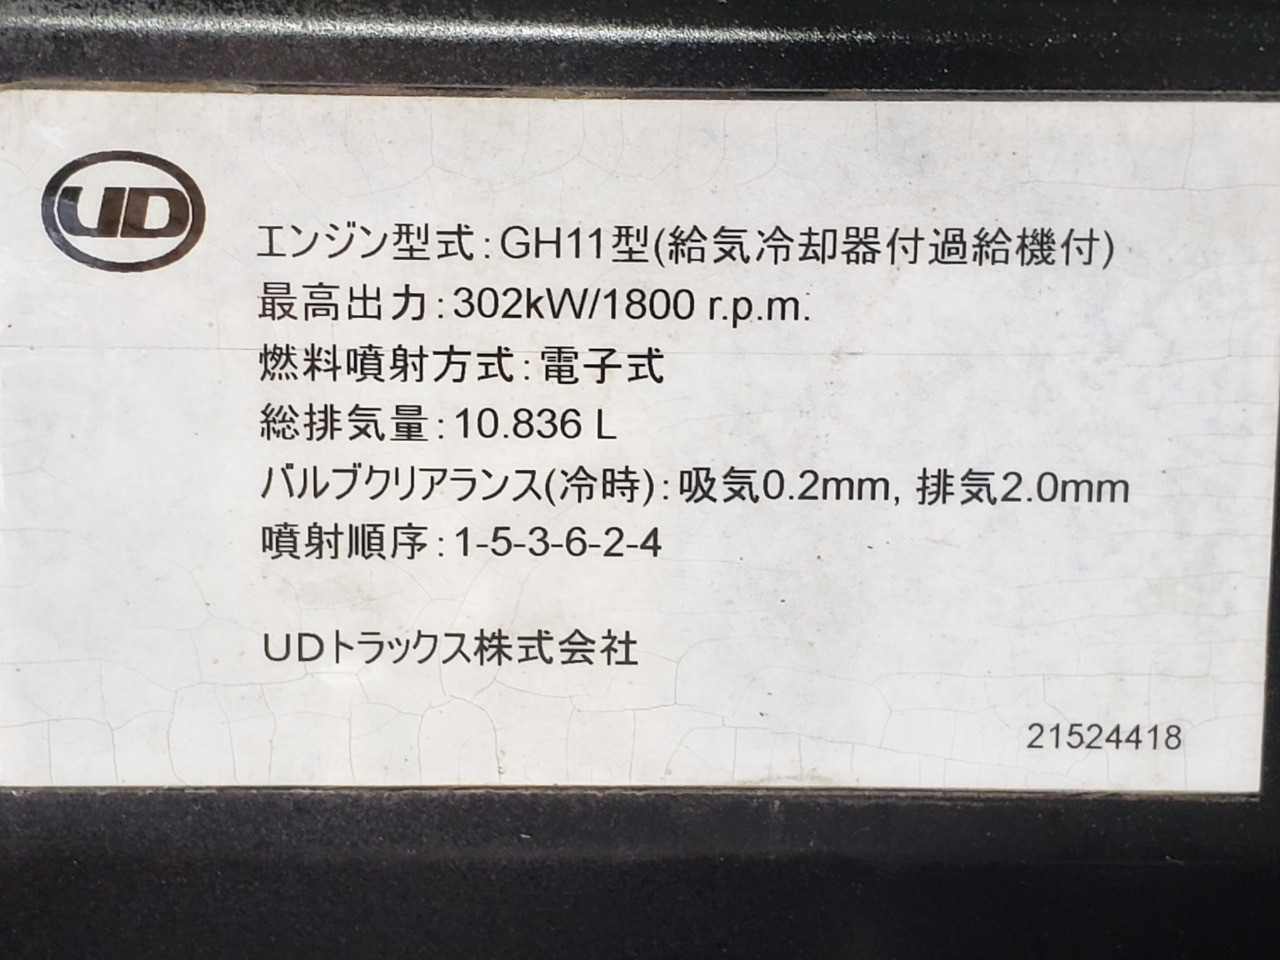 UD
エンジン型式:GH11型(給気冷却器付過給機付)
最高出力:302kW/1800 r.p.m.
燃料噴射方式:電子式
総排気量:10.836 L
バルブクリアランス(冷時):吸気0.2mm, 排気2.0mm
噴射順序:1-5-3-6-2-4
UDトラックス株式会社
21524418